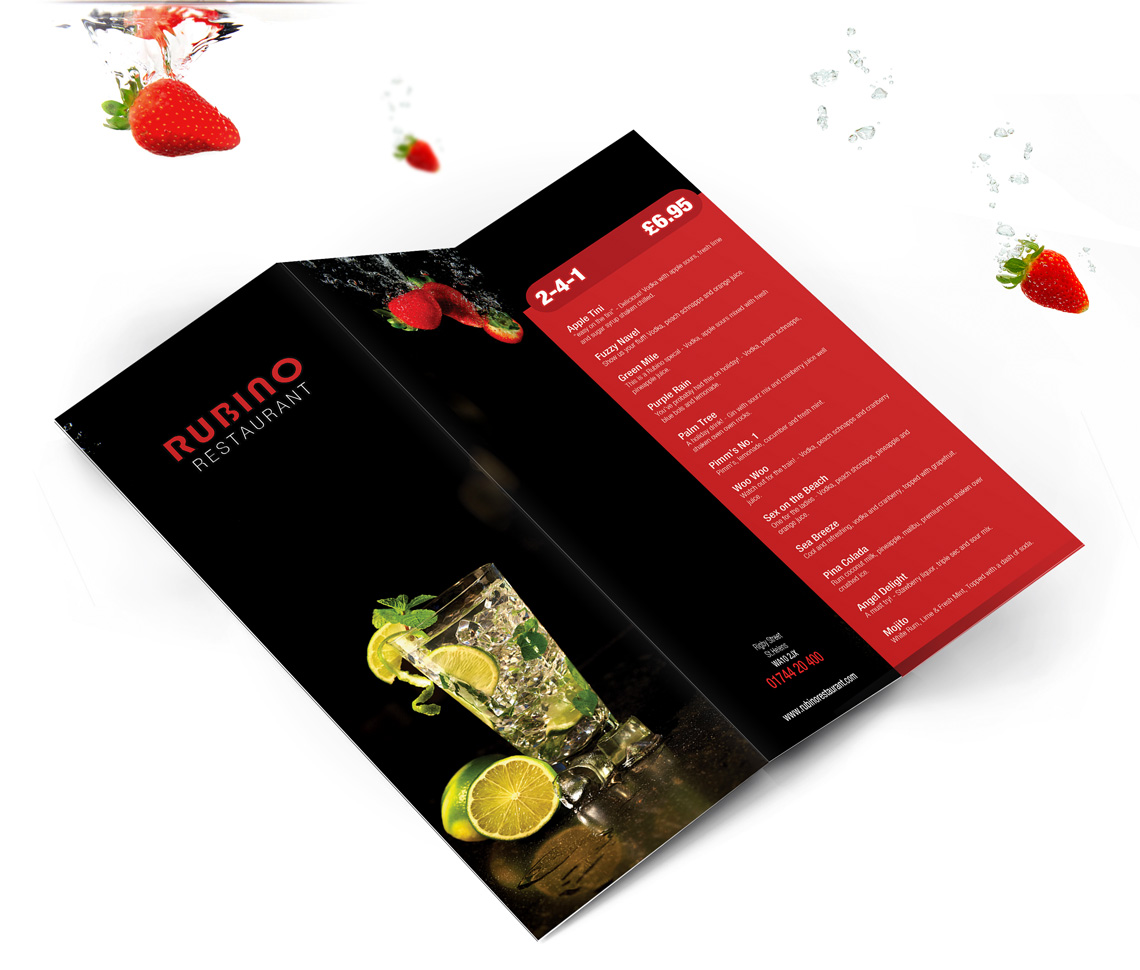 RUBINO
RESTAURANT
2-4-1 £6.95
Apple Tini
"easy on the tini" - Delicious! Vodka with apple sours, fresh lime
and sugar syrup shaken chilled.
Fuzzy Navel
Show us your fluff! Vodka, peach schnapps and orange juice.
Green Mile
This is a Rubino special - Vodka, apple sours mixed with fresh
pineapple juice.
Purple Rain
You've probably had this on holiday! - Vodka, peach schnapps,
blue bols and lemonade.
Palm Tree
A holiday drink! - Gin with sourz mix and cranberry juice well
shaken own own rocks.
Pimm's No. 1
Pimm's, lemonade, cucumber and fresh mint.
Woo Woo
Watch out for the train! - Vodka, peach schnapps and cranberry
juice.
Sex on the Beach
One for the ladies - Vodka, peach shcnapps, pineapple and
orange juice.
Sea Breeze
Cool and refreshing, vodka and cranberry, topped with grapefruit.
Pina Colada
Rum coconut milk, pineapple, malibu, premium rum shaken over
crushed ice.
Angel Delight
A must try! - Stawberry liquor, triple sec and sour mix.
Mojito
White Rum, Lime & Fresh Mint, Topped with a dash of soda.
Rigby Street
St.Helens
WA10 2JX
01744 20 400
www.rubinorestaurant.com